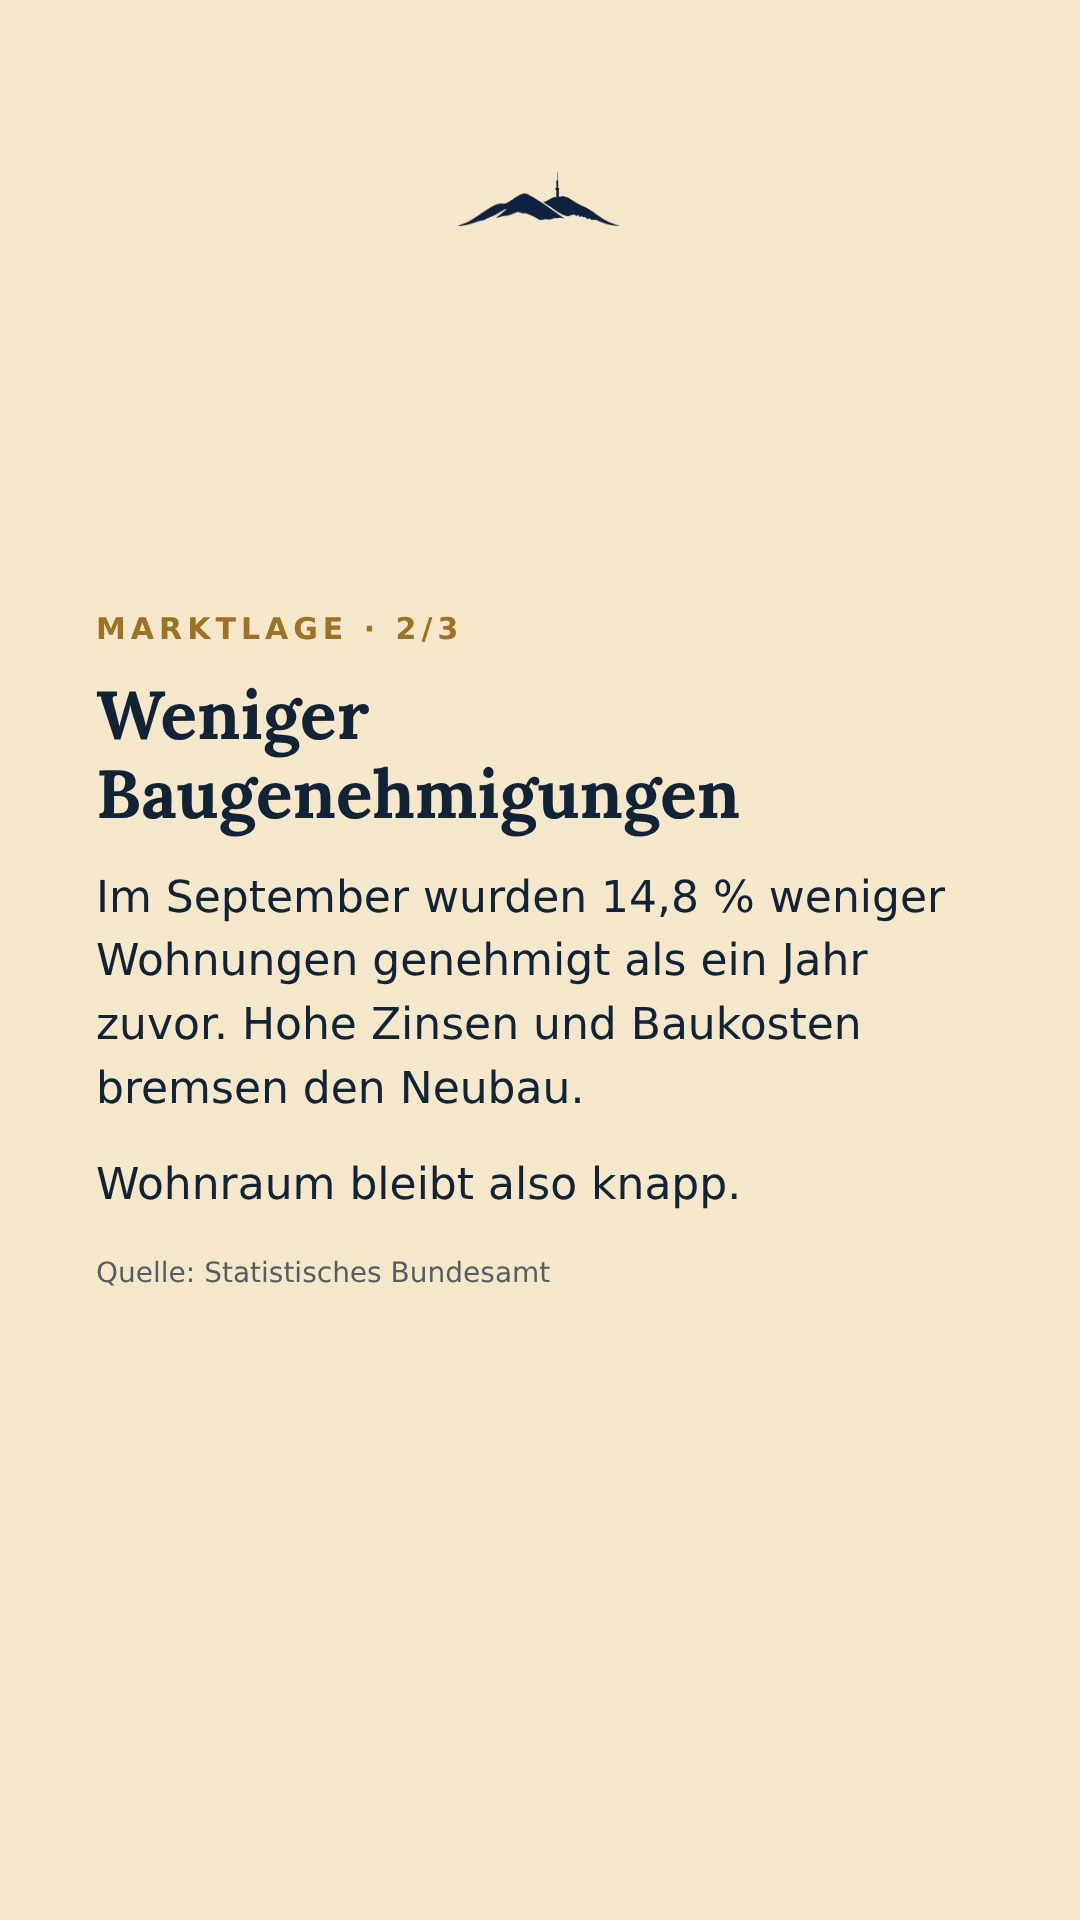 MARKTLAGE · 2/3
Weniger
Baugenehmigungen
Im September wurden 14,8 % weniger
Wohnungen genehmigt als ein Jahr
zuvor. Hohe Zinsen und Baukosten
bremsen den Neubau.
Wohnraum bleibt also knapp.
Quelle: Statistisches Bundesamt